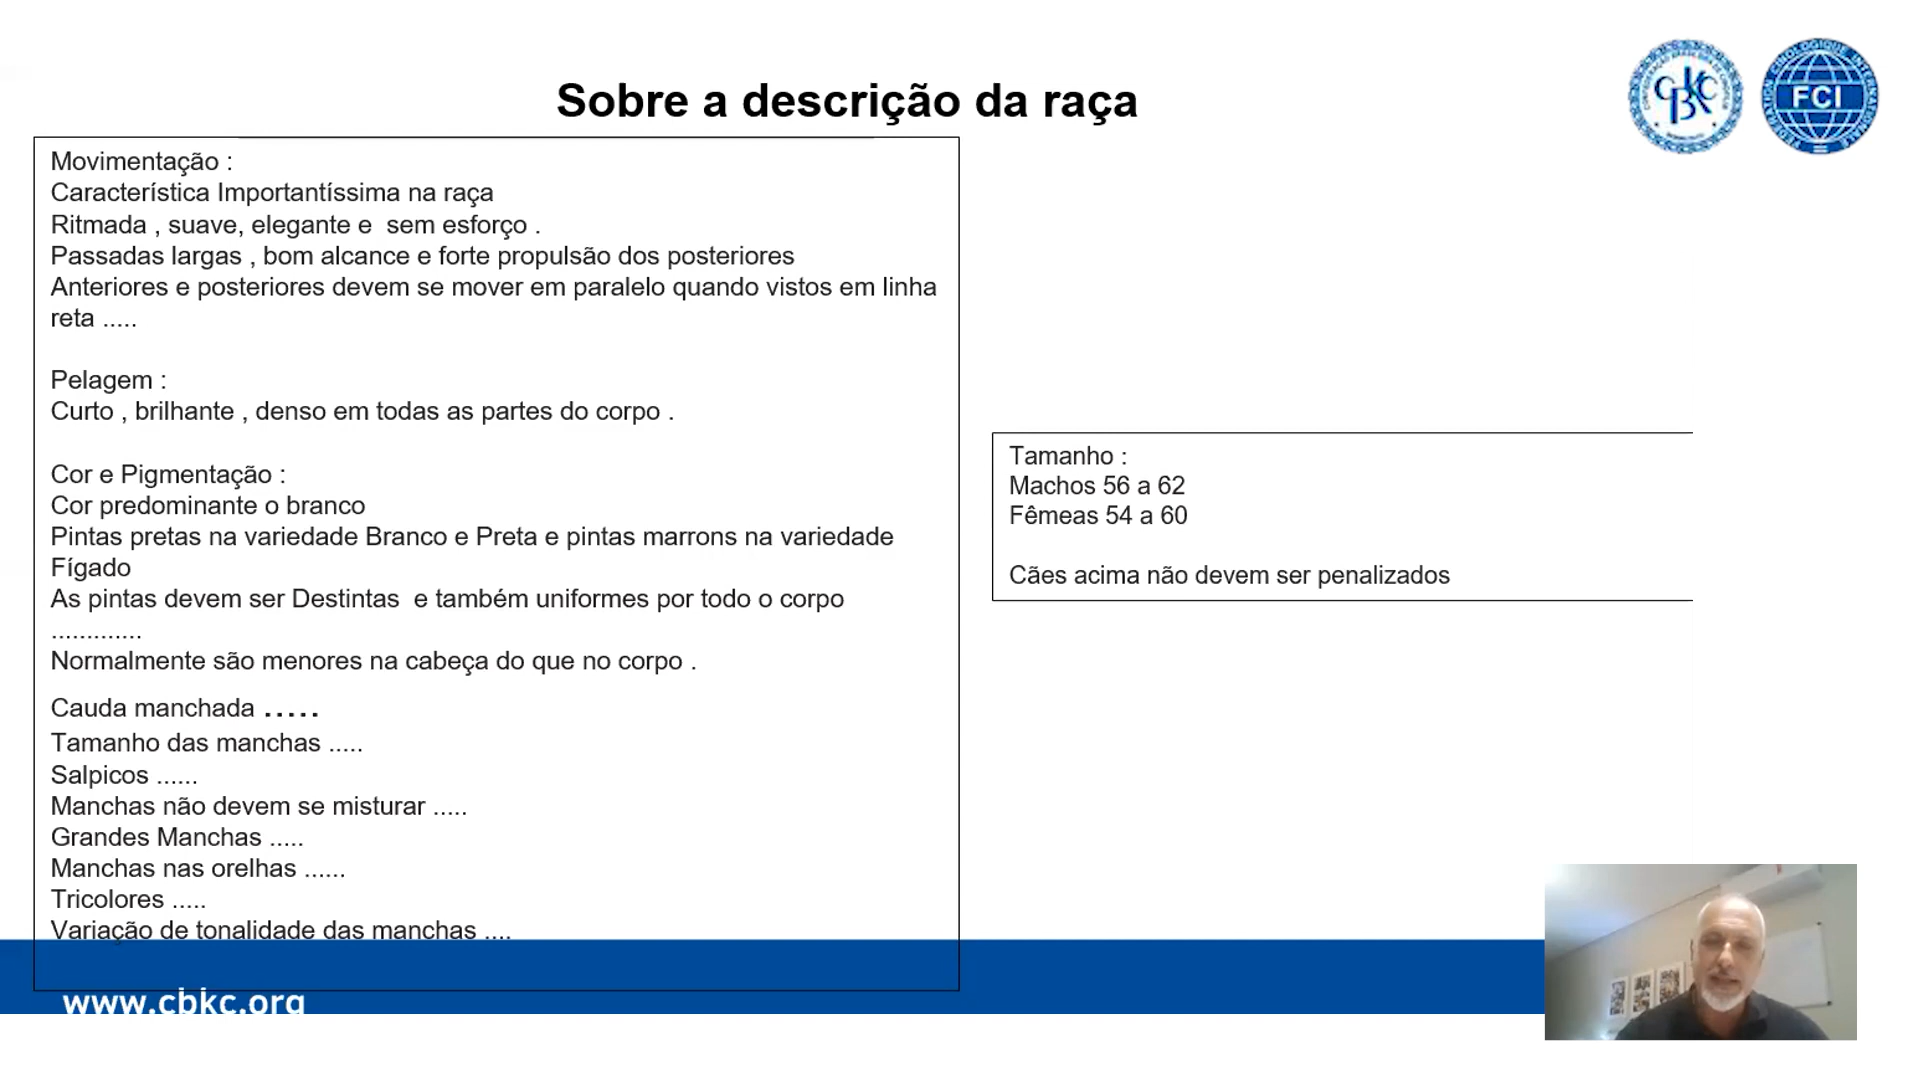 Sobre a descrição da raça
CBKC
FEDERATION CYNOLOGIQUE INTERNATIONALE
FCI
Movimentação :
Característica Importantíssima na raça
Ritmada , suave, elegante e  sem esforço .
Passadas largas , bom alcance e forte propulsão dos posteriores
Anteriores e posteriores devem se mover em paralelo quando vistos em linha
reta .....
Pelagem :
Curto , brilhante , denso em todas as partes do corpo .
Cor e Pigmentação :
Cor predominante o branco
Pintas pretas na variedade Branco e Preta e pintas marrons na variedade
Fígado
As pintas devem ser Destintas  e também uniformes por todo o corpo
.............
Normalmente são menores na cabeça do que no corpo .
Cauda manchada .....
Tamanho das manchas .....
Salpicos ......
Manchas não devem se misturar .....
Grandes Manchas .....
Manchas nas orelhas ......
Tricolores .....
Variação de tonalidade das manchas ....
Tamanho :
Machos 56 a 62
Fêmeas 54 a 60
Cães acima não devem ser penalizados
www.cbkc.org